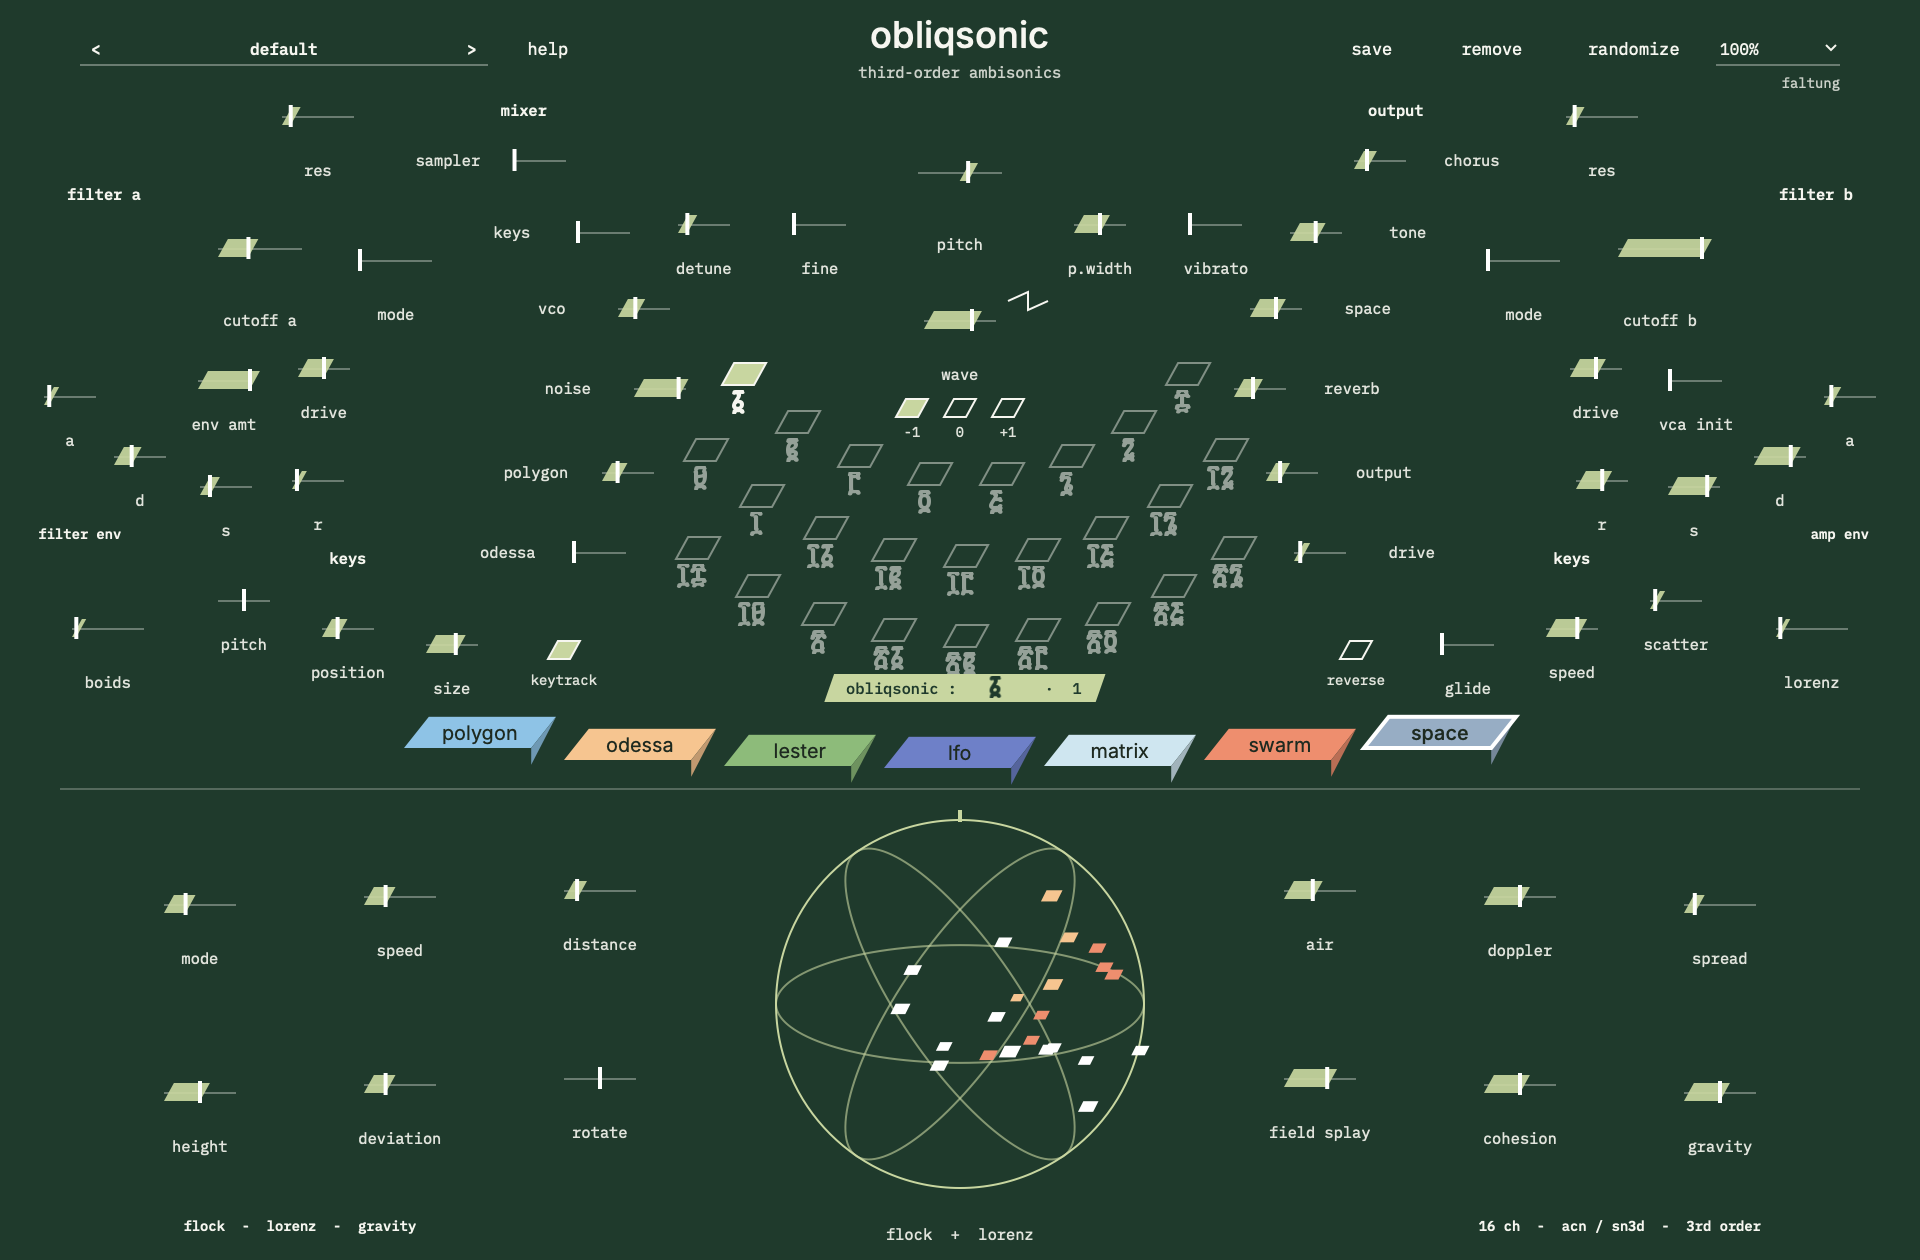 < default > help
obliqsonic
third-order ambisonics
save remove randomize 100%
faltung
mixer
output
res
sampler
chorus
res
filter a
filter b
keys
tone
detune
fine
pitch
p.width
vibrato
cutoff a
mode
vco
space
mode
cutoff b
noise
wave
reverb
env amt
drive
drive
vca init
-1 0 +1
a
a
polygon
output
d
d
s
r
r
s
filter env
amp env
keys
odessa
drive
keys
pitch
position
size
keytrack
reverse
glide
speed
scatter
boids
lorenz
obliqsonic : · 1
polygon
odessa
lester
lfo
matrix
swarm
space
mode
speed
distance
air
doppler
spread
height
deviation
rotate
field splay
cohesion
gravity
flock - lorenz - gravity
flock + lorenz
16 ch - acn / sn3d - 3rd order